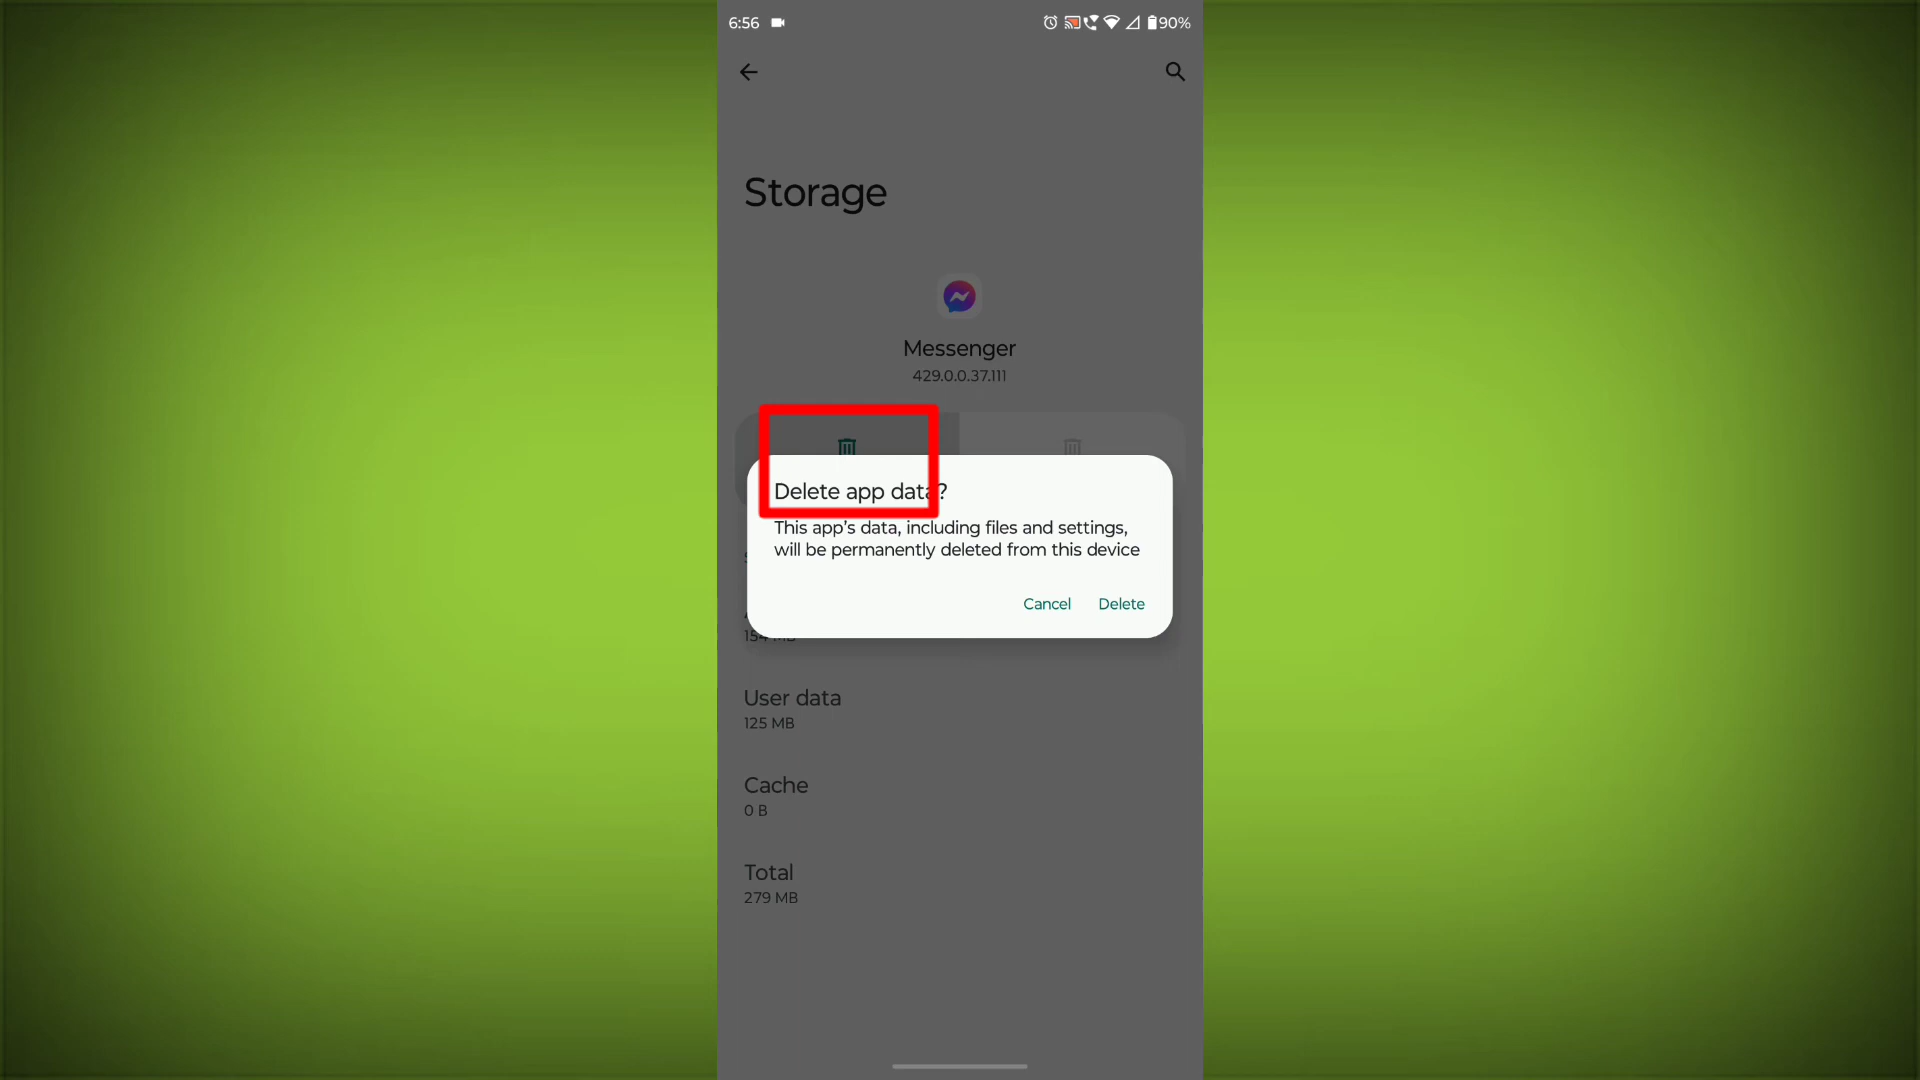 6:56
90%
Storage
Messenger
429.0.0.37.111
Delete app data?
This app's data, including files and settings,
will be permanently deleted from this device
Cancel
Delete
User data
125 MB
Cache
0 B
Total
279 MB